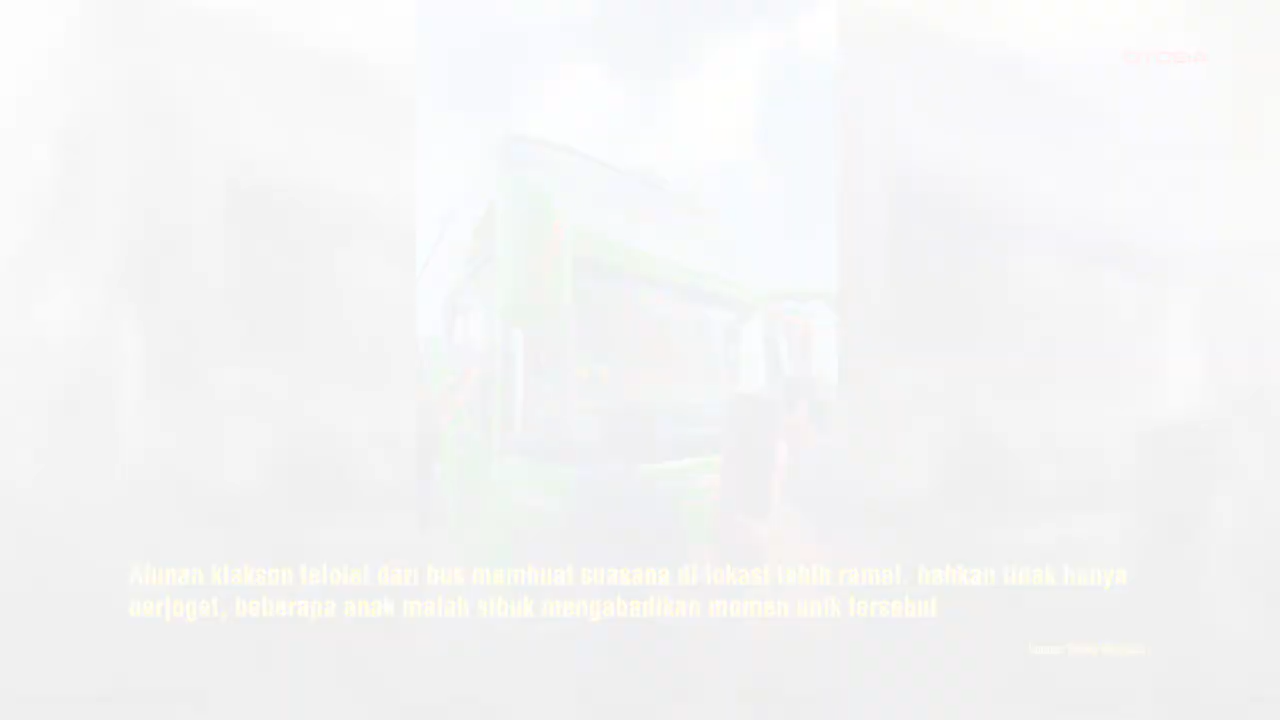 OTOSIA
Alunan klakson telolet dari bus membuat suasana di lokasi lebih ramai, bahkan tidak hanya
berjoget, beberapa anak malah sibuk mengabadikan momen unik tersebut